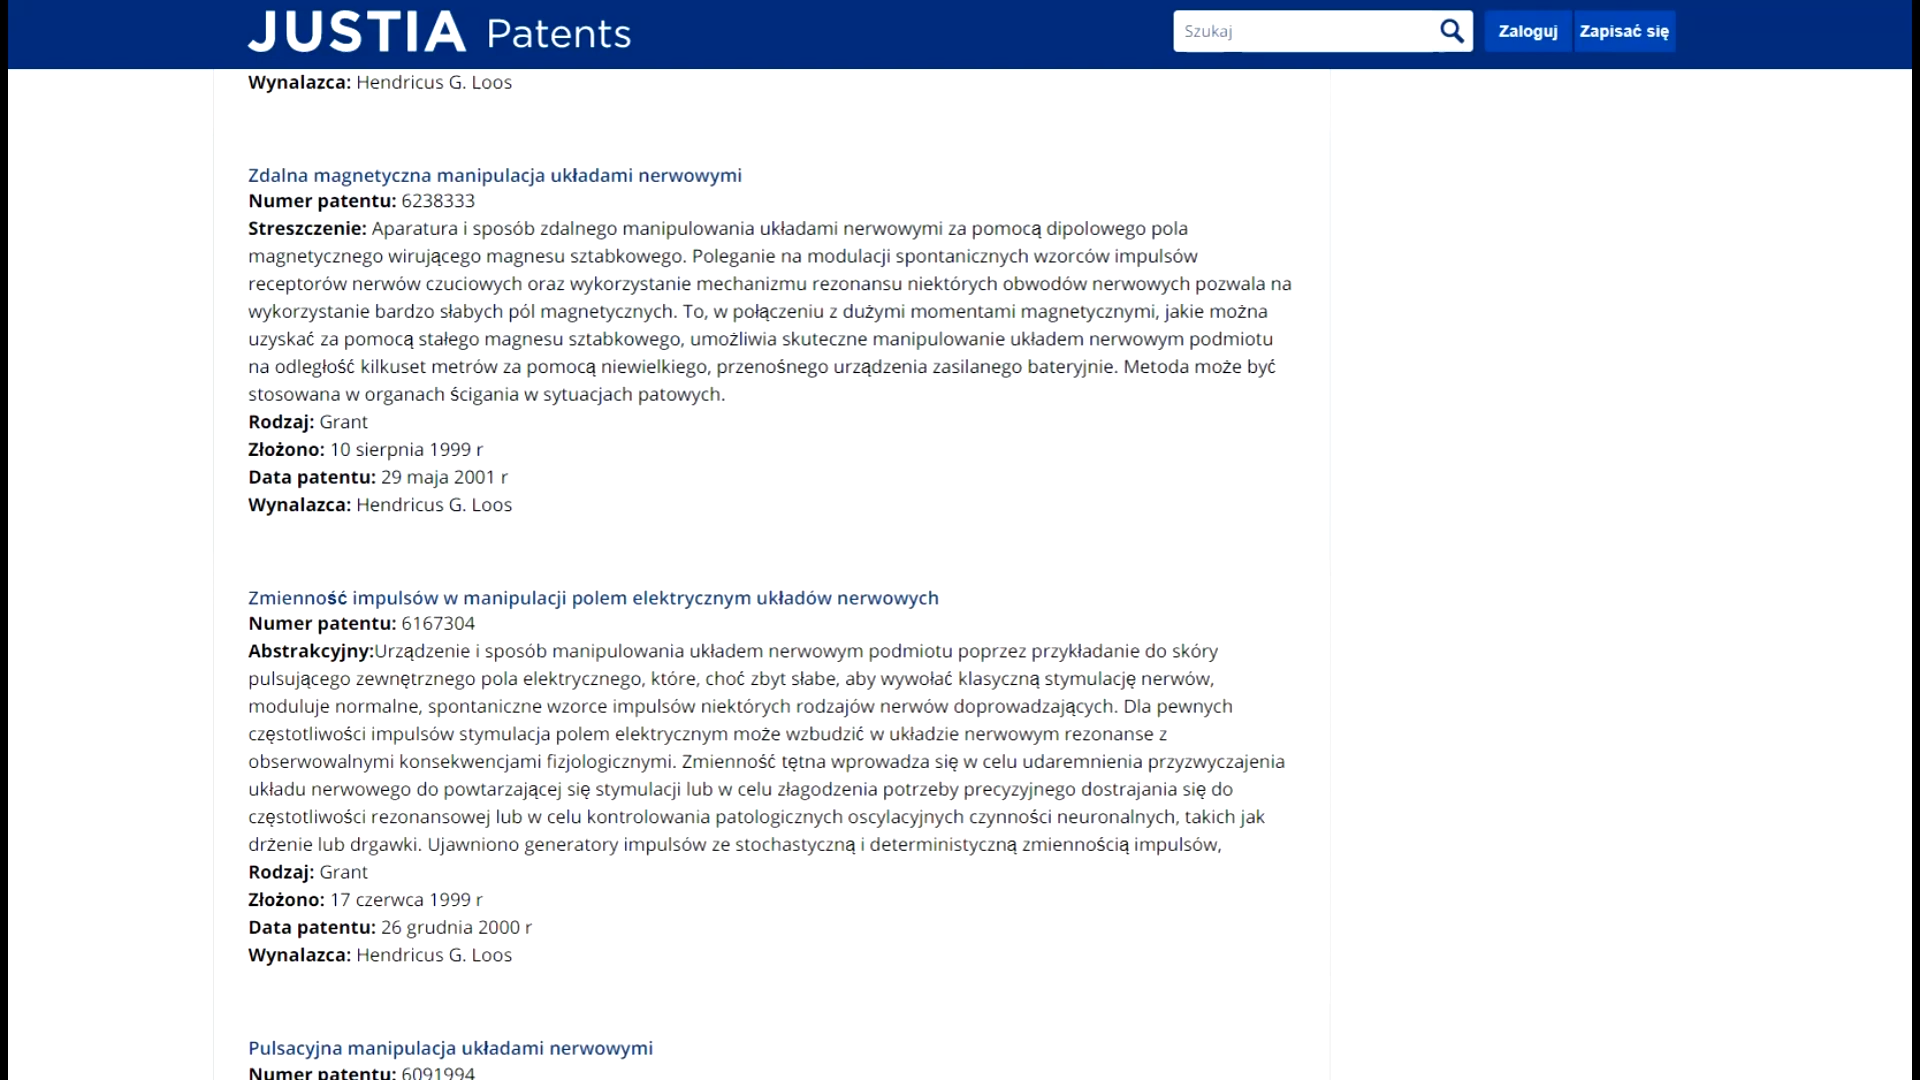 JUSTIA Patents
Szukaj
Zaloguj
Zapisać się
Wynalazca: Hendricus G. Loos
Zdalna magnetyczna manipulacja układami nerwowymi
Numer patentu: 6238333
Streszczenie: Aparatura i sposób zdalnego manipulowania układami nerwowymi za pomocą dipolowego pola
magnetycznego wirującego magnesu sztabkowego. Poleganie na modulacji spontanicznych wzorców impulsów
receptorów nerwów czuciowych oraz wykorzystanie mechanizmu rezonansu niektórych obwodów nerwowych pozwala na
wykorzystanie bardzo słabych pól magnetycznych. To, w połączeniu z dużymi momentami magnetycznymi, jakie można
uzyskać za pomocą stałego magnesu sztabkowego, umożliwia skuteczne manipulowanie układem nerwowym podmiotu
na odległość kilkuset metrów za pomocą niewielkiego, przenośnego urządzenia zasilanego bateryjnie. Metoda może być
stosowana w organach ścigania w sytuacjach patowych.
Rodzaj: Grant
Złożono: 10 sierpnia 1999 r
Data patentu: 29 maja 2001 r
Wynalazca: Hendricus G. Loos
Zmienność impulsów w manipulacji polem elektrycznym układów nerwowych
Numer patentu: 6167304
Abstrakcyjny:Urządzenie i sposób manipulowania układem nerwowym podmiotu poprzez przykładanie do skóry
pulsującego zewnętrznego pola elektrycznego, które, choć zbyt słabe, aby wywołać klasyczną stymulację nerwów,
moduluje normalne, spontaniczne wzorce impulsów niektórych rodzajów nerwów doprowadzających. Dla pewnych
częstotliwości impulsów stymulacja polem elektrycznym może wzbudzić w układzie nerwowym rezonanse z
obserwowalnymi konsekwencjami fizjologicznymi. Zmienność tętna wprowadza się w celu udaremnienia przyzwyczajenia
układu nerwowego do powtarzającej się stymulacji lub w celu złagodzenia potrzeby precyzyjnego dostrajania się do
częstotliwości rezonansowej lub w celu kontrolowania patologicznych oscylacyjnych czynności neuronalnych, takich jak
drżenie lub drgawki. Ujawniono generatory impulsów ze stochastyczną i deterministyczną zmiennością impulsów,
Rodzaj: Grant
Złożono: 17 czerwca 1999 r
Data patentu: 26 grudnia 2000 r
Wynalazca: Hendricus G. Loos
Pulsacyjna manipulacja układami nerwowymi
Numer patentu: 6091994